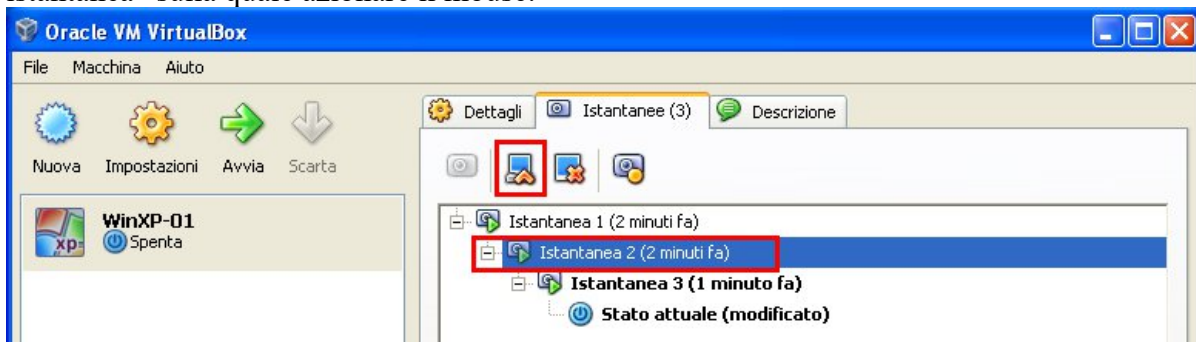 Oracle VM VirtualBox
File Macchina Aiuto
Nuova Impostazioni Avvia Scarta
WinXP-01
Spenta
Dettagli Istantanee (3) Descrizione
Istantanea 1 (2 minuti fa)
Istantanea 2 (2 minuti fa)
Istantanea 3 (1 minuto fa)
Stato attuale (modificato)